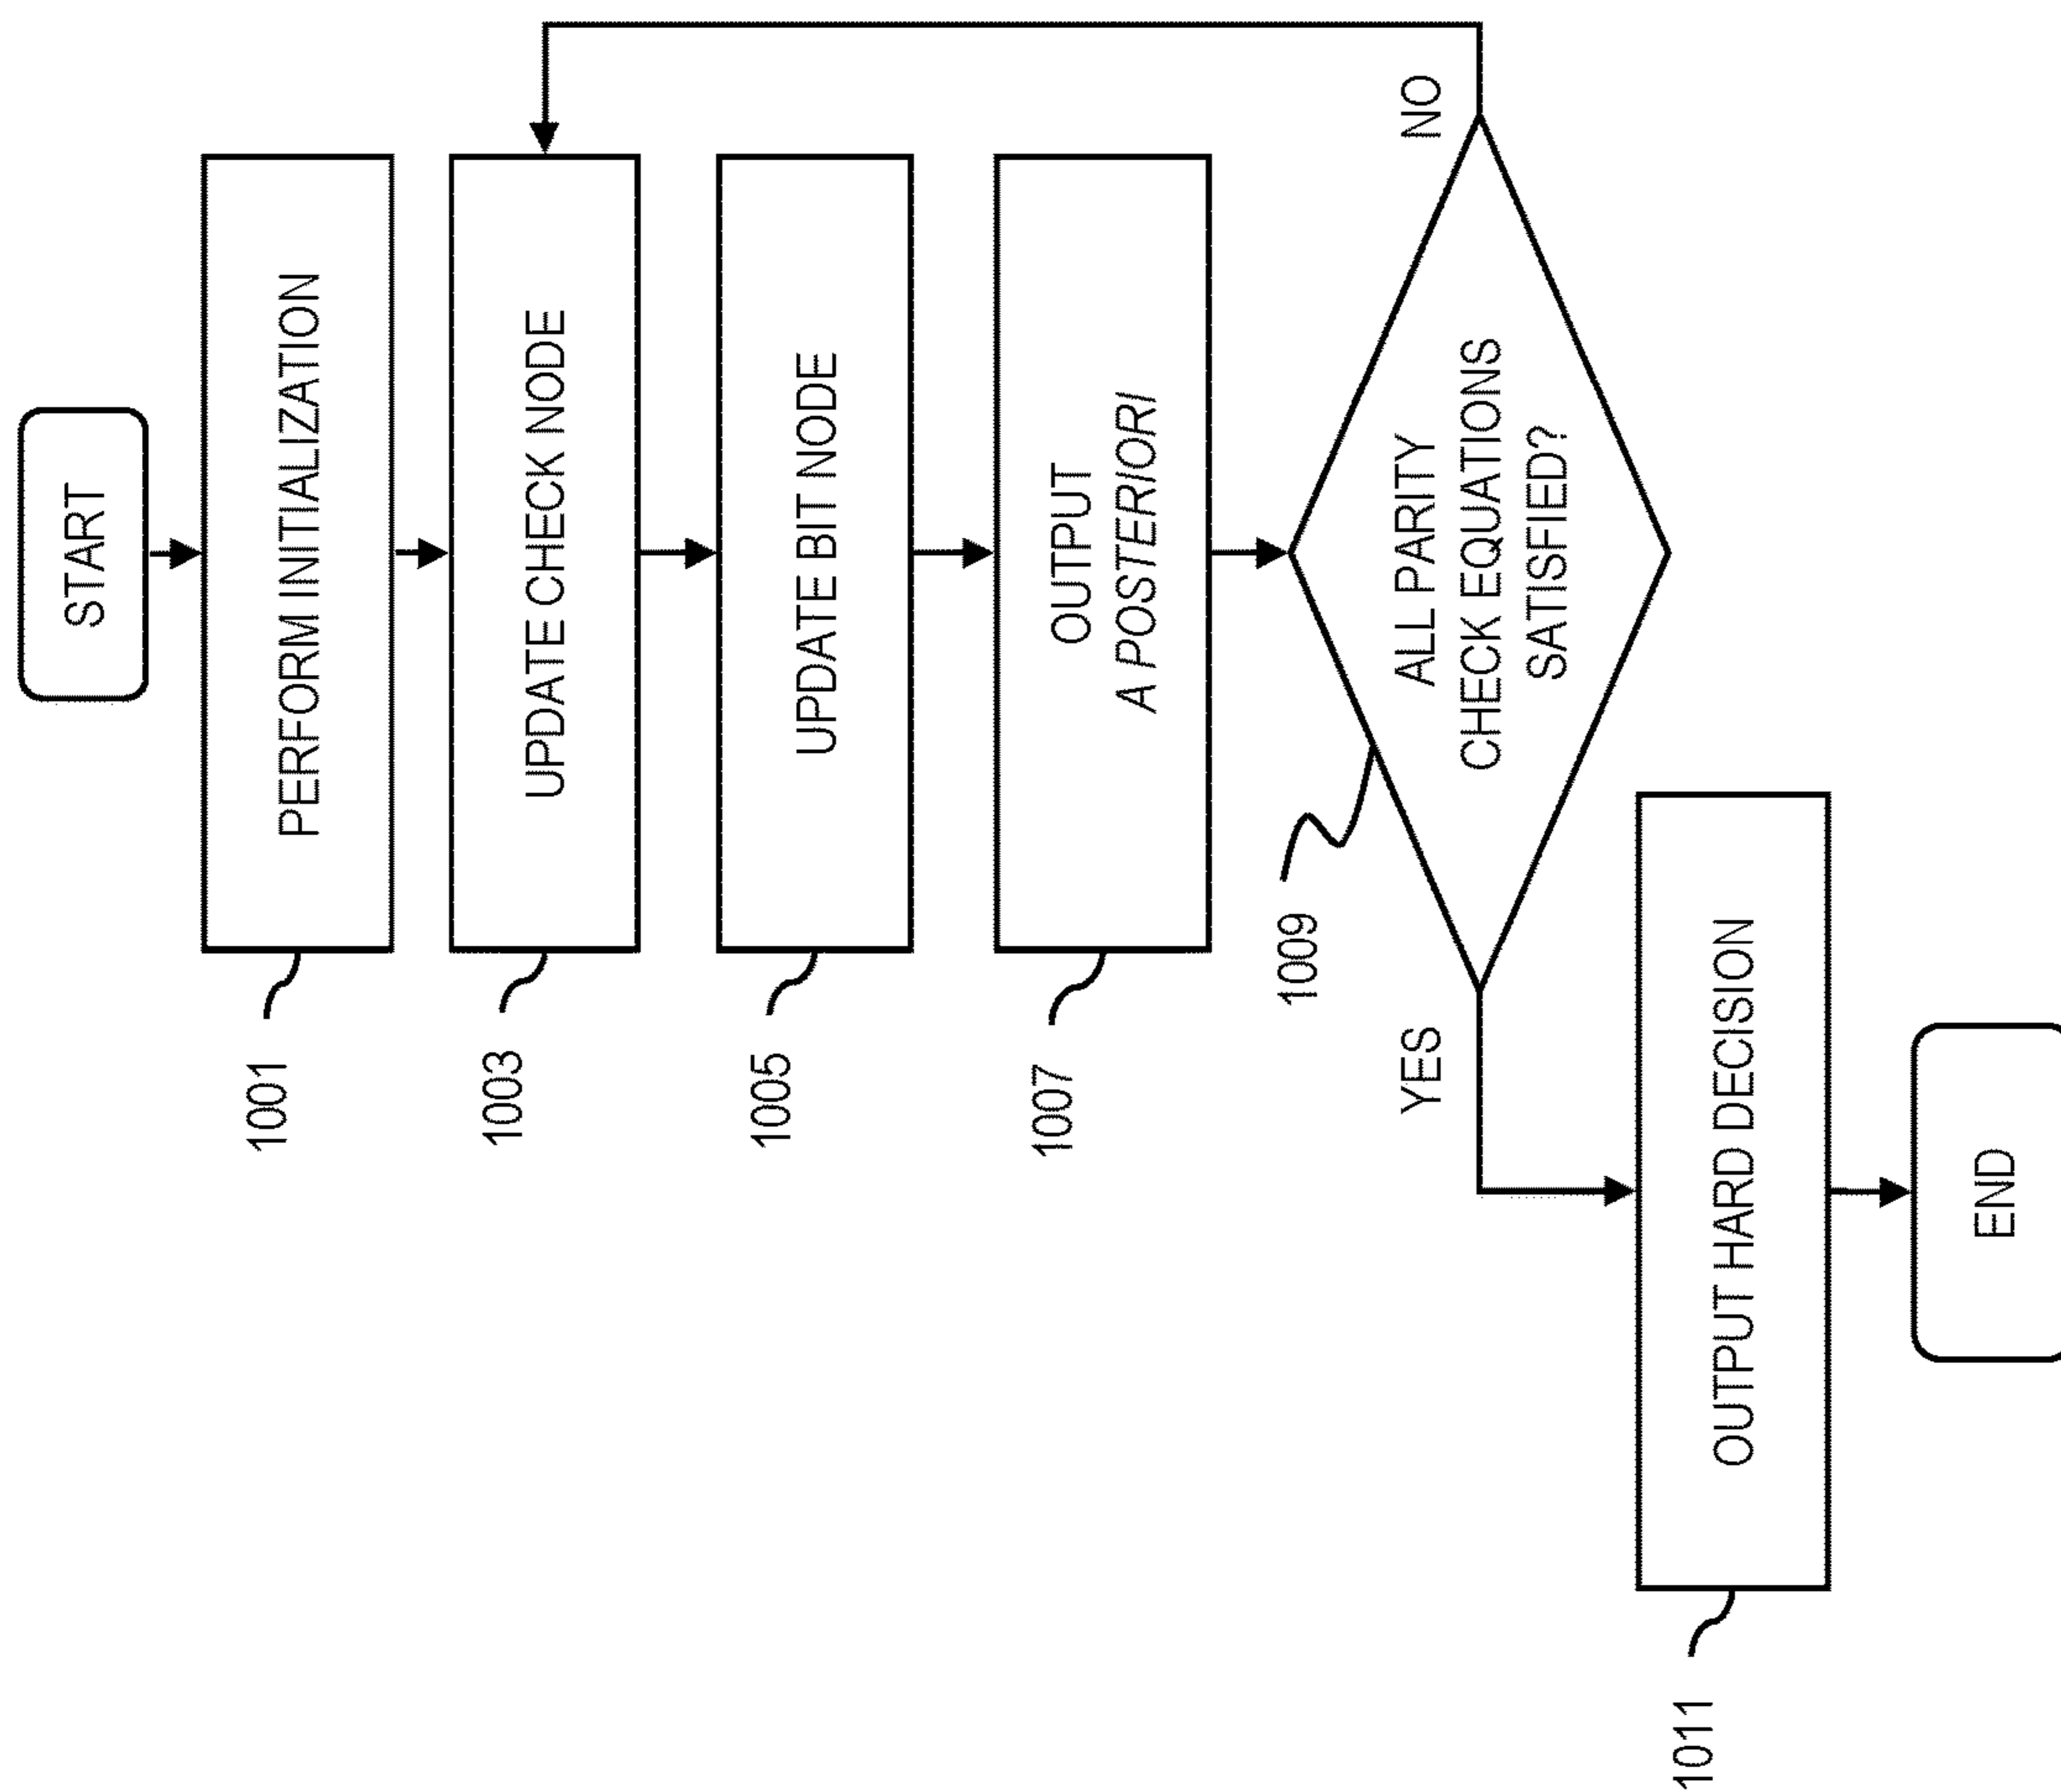 START
PERFORM INITIALIZATION
1001
UPDATE CHECK NODE
1003
UPDATE BIT NODE
1005
OUTPUT
A POSTERIORI
1007
ALL PARITY
CHECK EQUATIONS
SATISFIED?
1009
NO
YES
OUTPUT HARD DECISION
1011
END